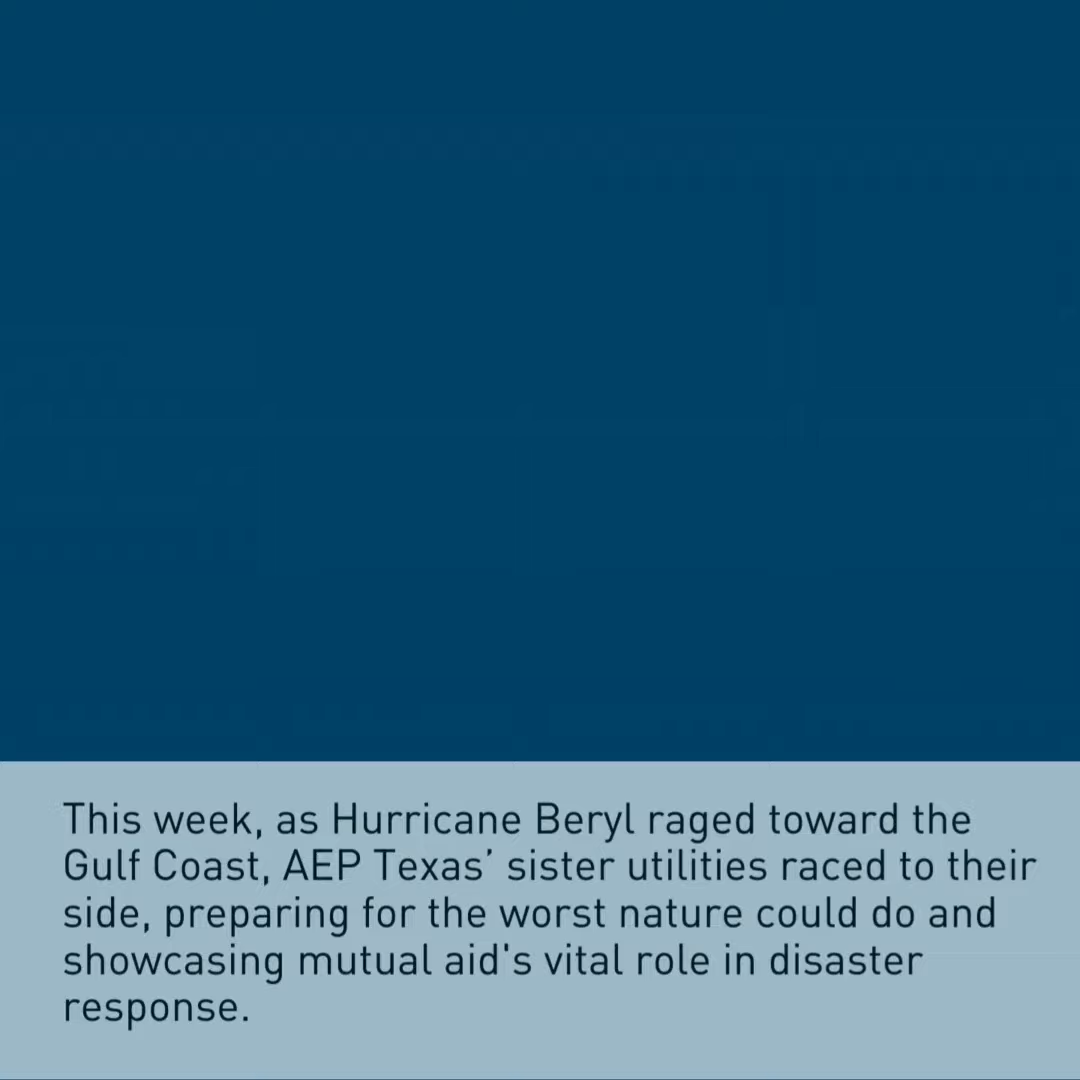 This week, as Hurricane Beryl raged toward the
Gulf Coast, AEP Texas’ sister utilities raced to their
side, preparing for the worst nature could do and
showcasing mutual aid's vital role in disaster
response.